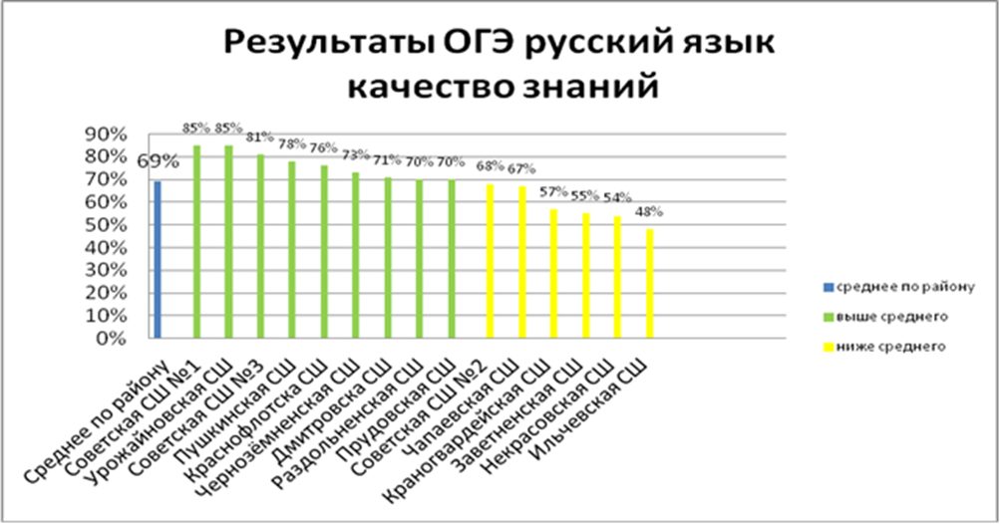 Результаты ОГЭ русский язык
качество знаний
90%
80%
70%
60%
50%
40%
30%
20%
10%
0%
69%
85%
85%
81%
78%
76%
73%
71%
70%
70%
68%
67%
57%
55%
54%
48%
Среднее по району
Советская СШ №1
Урожайновская СШ
Советская СШ №3
Пушкинская СШ
Краснофлотска СШ
Чернозёмненская СШ
Дмитровска СШ
Раздольненская СШ
Прудовская СШ
Советская СШ №2
Чапаевская СШ
Краногвардейская СШ
Заветненская СШ
Некрасовская СШ
Ильчевская СШ
среднее по району
выше среднего
ниже среднего